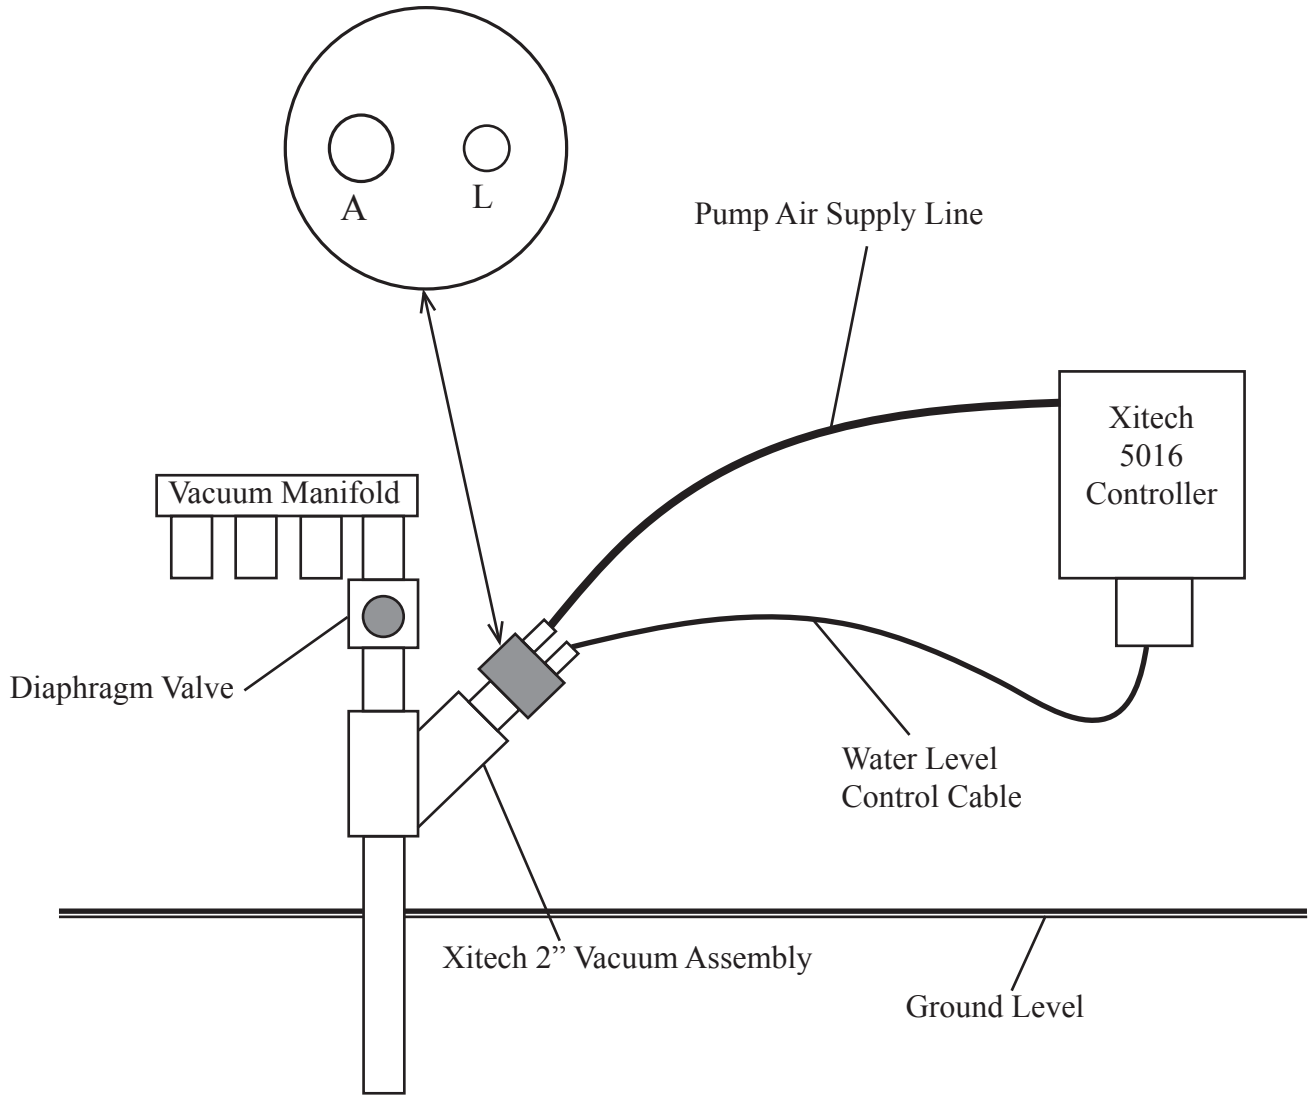 A
L
Pump Air Supply Line
Xitech
5016
Controller
Vacuum Manifold
Diaphragm Valve
Water Level
Control Cable
Xitech 2” Vacuum Assembly
Ground Level